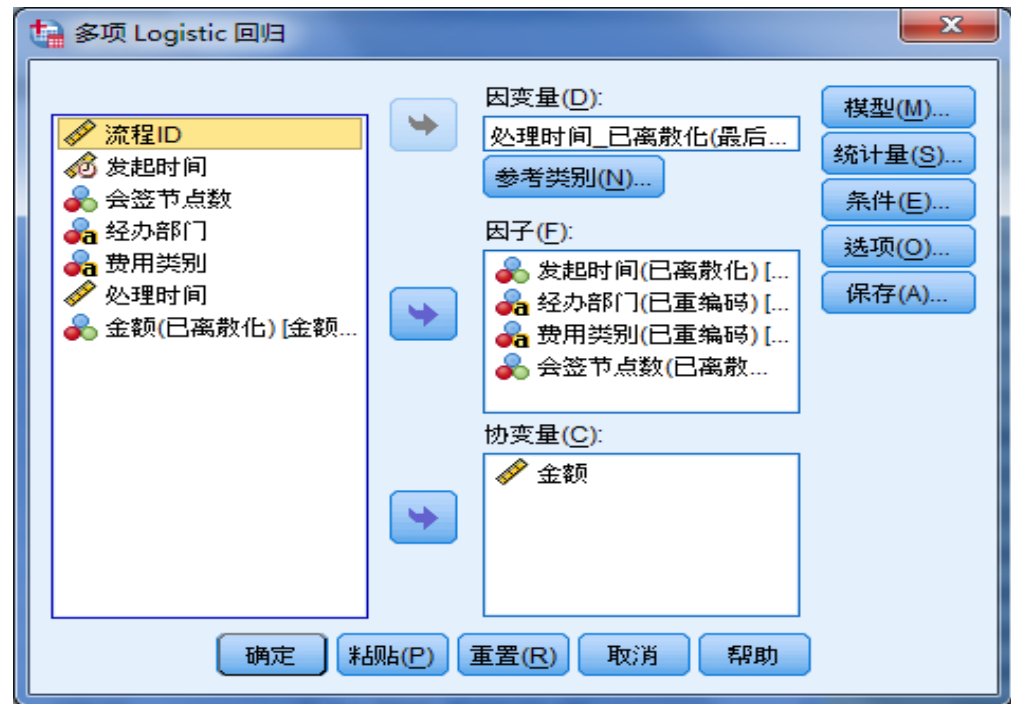 多项 Logistic 回归
流程ID
发起时间
会签节点数
经办部门
费用类别
处理时间
金额(已离散化) [金额...
因变量(D):
处理时间_已离散化(最后...
参考类别(N)...
因子(F):
发起时间(已离散化) [...
经办部门(已重编码) [...
费用类别(已重编码) [...
会签节点数(已离散...
协变量(C):
金额
模型(M)...
统计量(S)...
条件(E)...
选项(O)...
保存(A)...
确定
粘贴(P)
重置(R)
取消
帮助